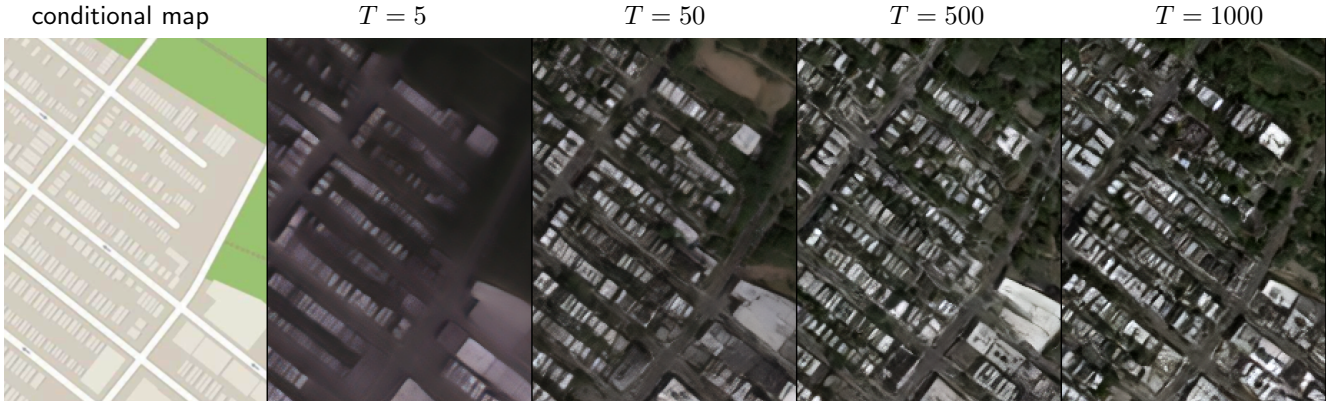 conditional map T = 5 T = 50 T = 500 T = 1000